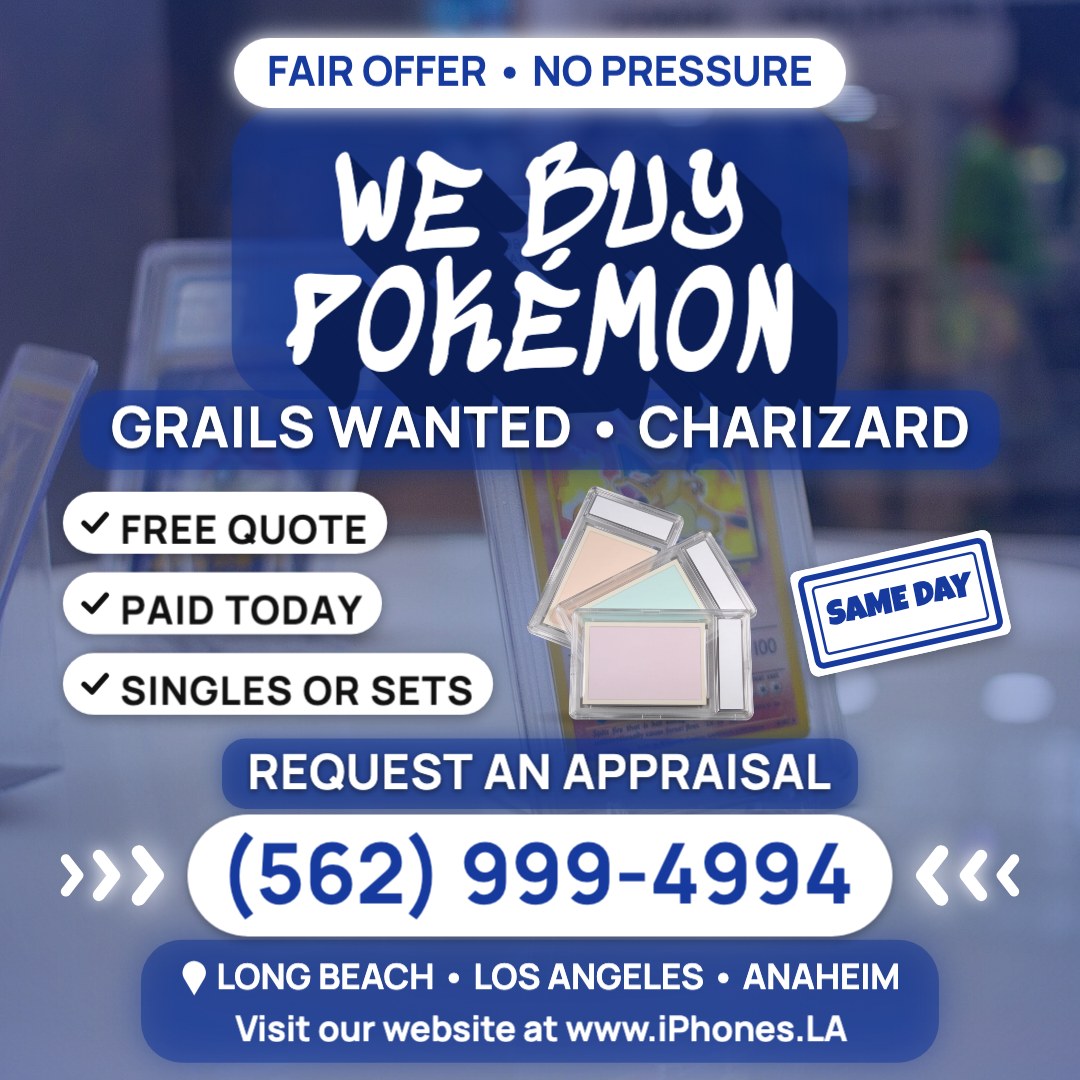 FAIR OFFER • NO PRESSURE
WE BUY
POKÉMON
GRAILS WANTED • CHARIZARD
FREE QUOTE
PAID TODAY
SINGLES OR SETS
SAME DAY
100
REQUEST AN APPRAISAL
(562) 999-4994
LONG BEACH • LOS ANGELES • ANAHEIM
Visit our website at www.iPhones.LA